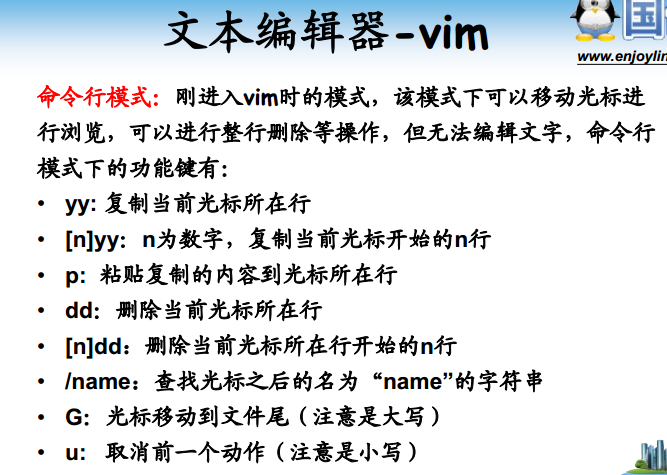 文本编辑器-vim
国
www.enjoylin
命令行模式：刚进入vim时的模式，该模式下可以移动光标进
行浏览，可以进行整行删除等操作，但无法编辑文字，命令行
模式下的功能键有：
• yy: 复制当前光标所在行
• [n]yy：n为数字，复制当前光标开始的n行
• p: 粘贴复制的内容到光标所在行
• dd：删除当前光标所在行
• [n]dd：删除当前光标所在行开始的n行
• /name：查找光标之后的名为“name”的字符串
• G：光标移动到文件尾（注意是大写）
• u: 取消前一个动作（注意是小写）